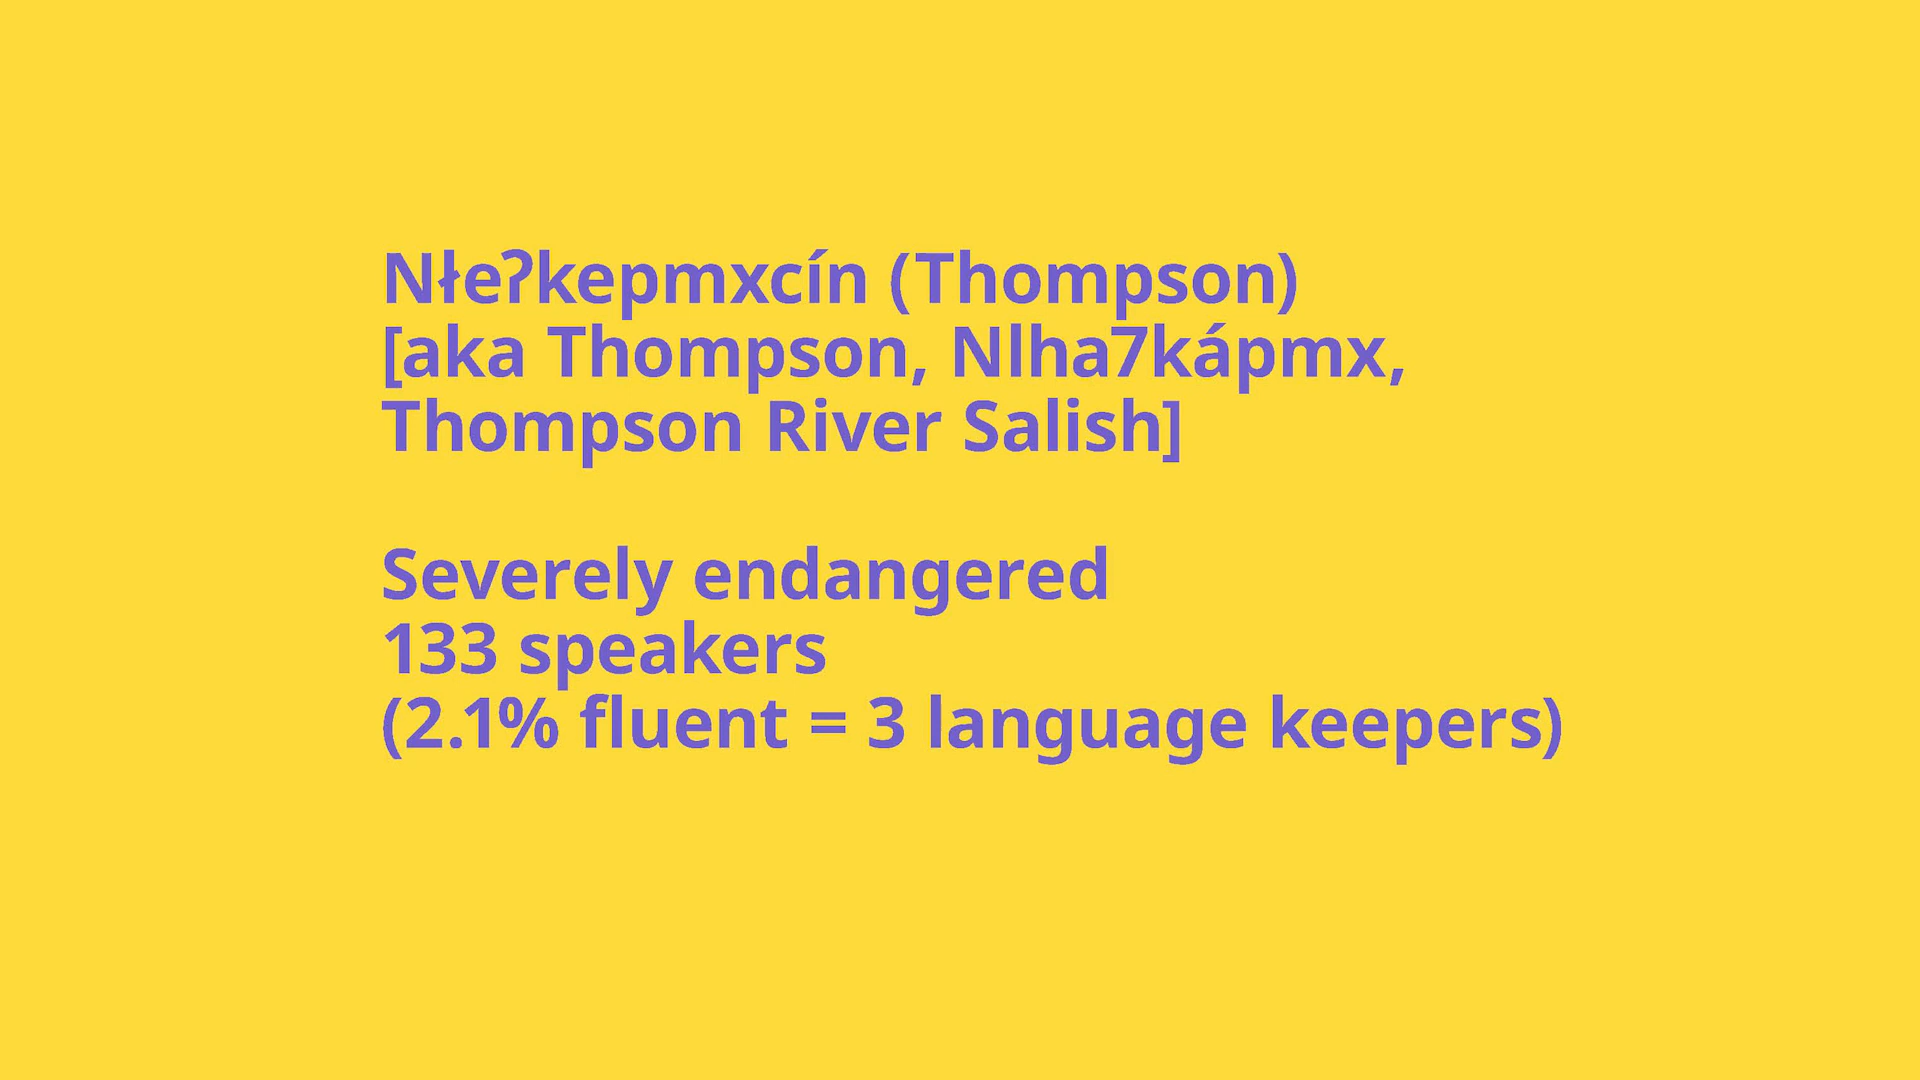 Nłeʔkepmxcín (Thompson)
[aka Thompson, Nlha7kápmx,
Thompson River Salish]
Severely endangered
133 speakers
(2.1% fluent = 3 language keepers)